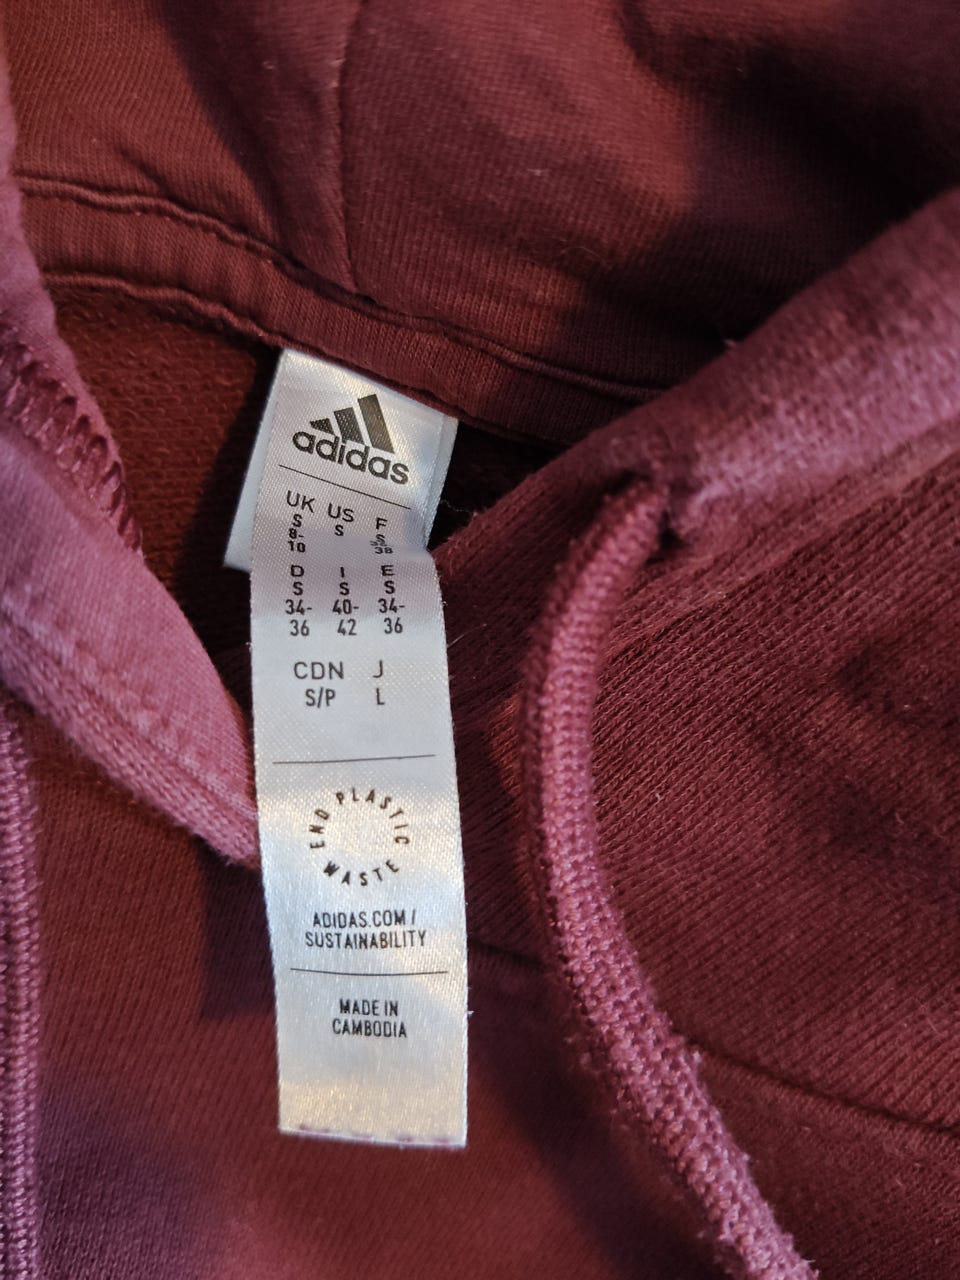 adidas
UK US F
S S S
8-
10 38
D I E
S S S
34- 40- 34-
36 42 36
CDN J
S/P L
END PLASTIC WASTE
ADIDAS.COM/
SUSTAINABILITY
MADE IN
CAMBODIA